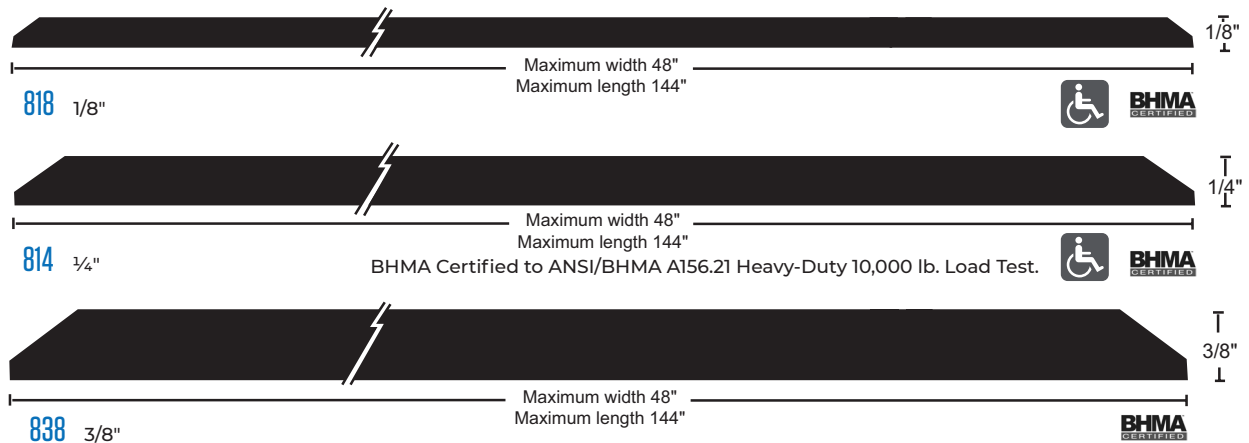 1/8"
Maximum width 48"
Maximum length 144"
818 1/8"
BHMA
CERTIFIED
1/4"
Maximum width 48"
Maximum length 144"
814 ¼"
BHMA Certified to ANSI/BHMA A156.21 Heavy-Duty 10,000 lb. Load Test.
BHMA
CERTIFIED
3/8"
Maximum width 48"
Maximum length 144"
838 3/8"
BHMA
CERTIFIED